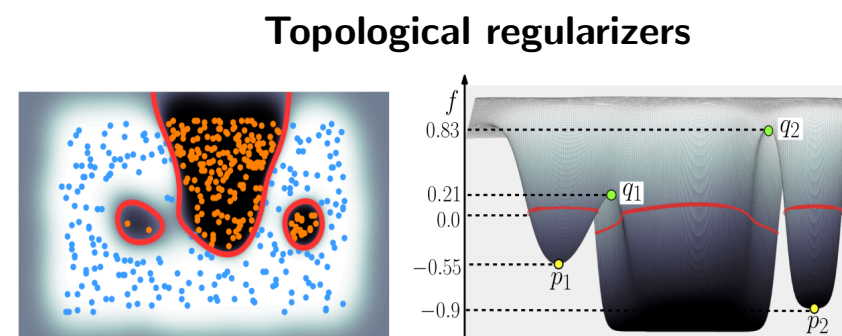 Topological regularizers
f
0.83
q₂
0.21
q₁
0.0
−0.55
p₁
−0.9
p₂